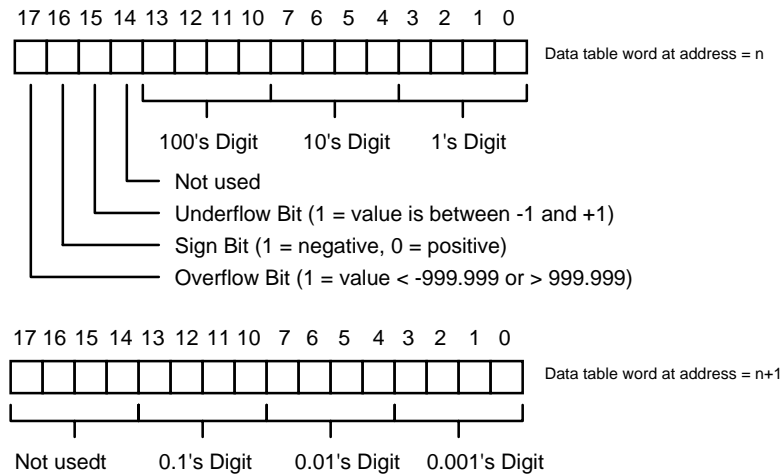 17 16 15 14 13 12 11 10 7 6 5 4 3 2 1 0
Data table word at address = n
100's Digit 10's Digit 1's Digit
Not used
Underflow Bit (1 = value is between -1 and +1)
Sign Bit (1 = negative, 0 = positive)
Overflow Bit (1 = value < -999.999 or > 999.999)
17 16 15 14 13 12 11 10 7 6 5 4 3 2 1 0
Data table word at address = n+1
Not usedt 0.1's Digit 0.01's Digit 0.001's Digit